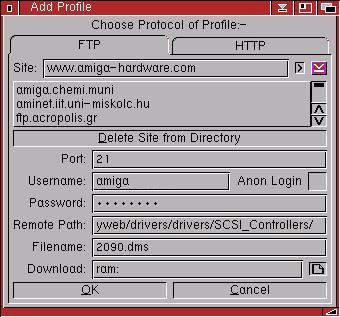 Add Profile
Choose Protocol of Profile:-
FTP HTTP
Site: www.amiga-hardware.com
amiga.chemi.muni
aminet.iit.uni-miskolc.hu
ftp.acropolis.gr
Delete Site from Directory
Port: 21
Username: amiga Anon Login
Password: ••••••••
Remote Path: yweb/drivers/drivers/SCSI_Controllers/
Filename: 2090.dms
Download: ram:
OK Cancel